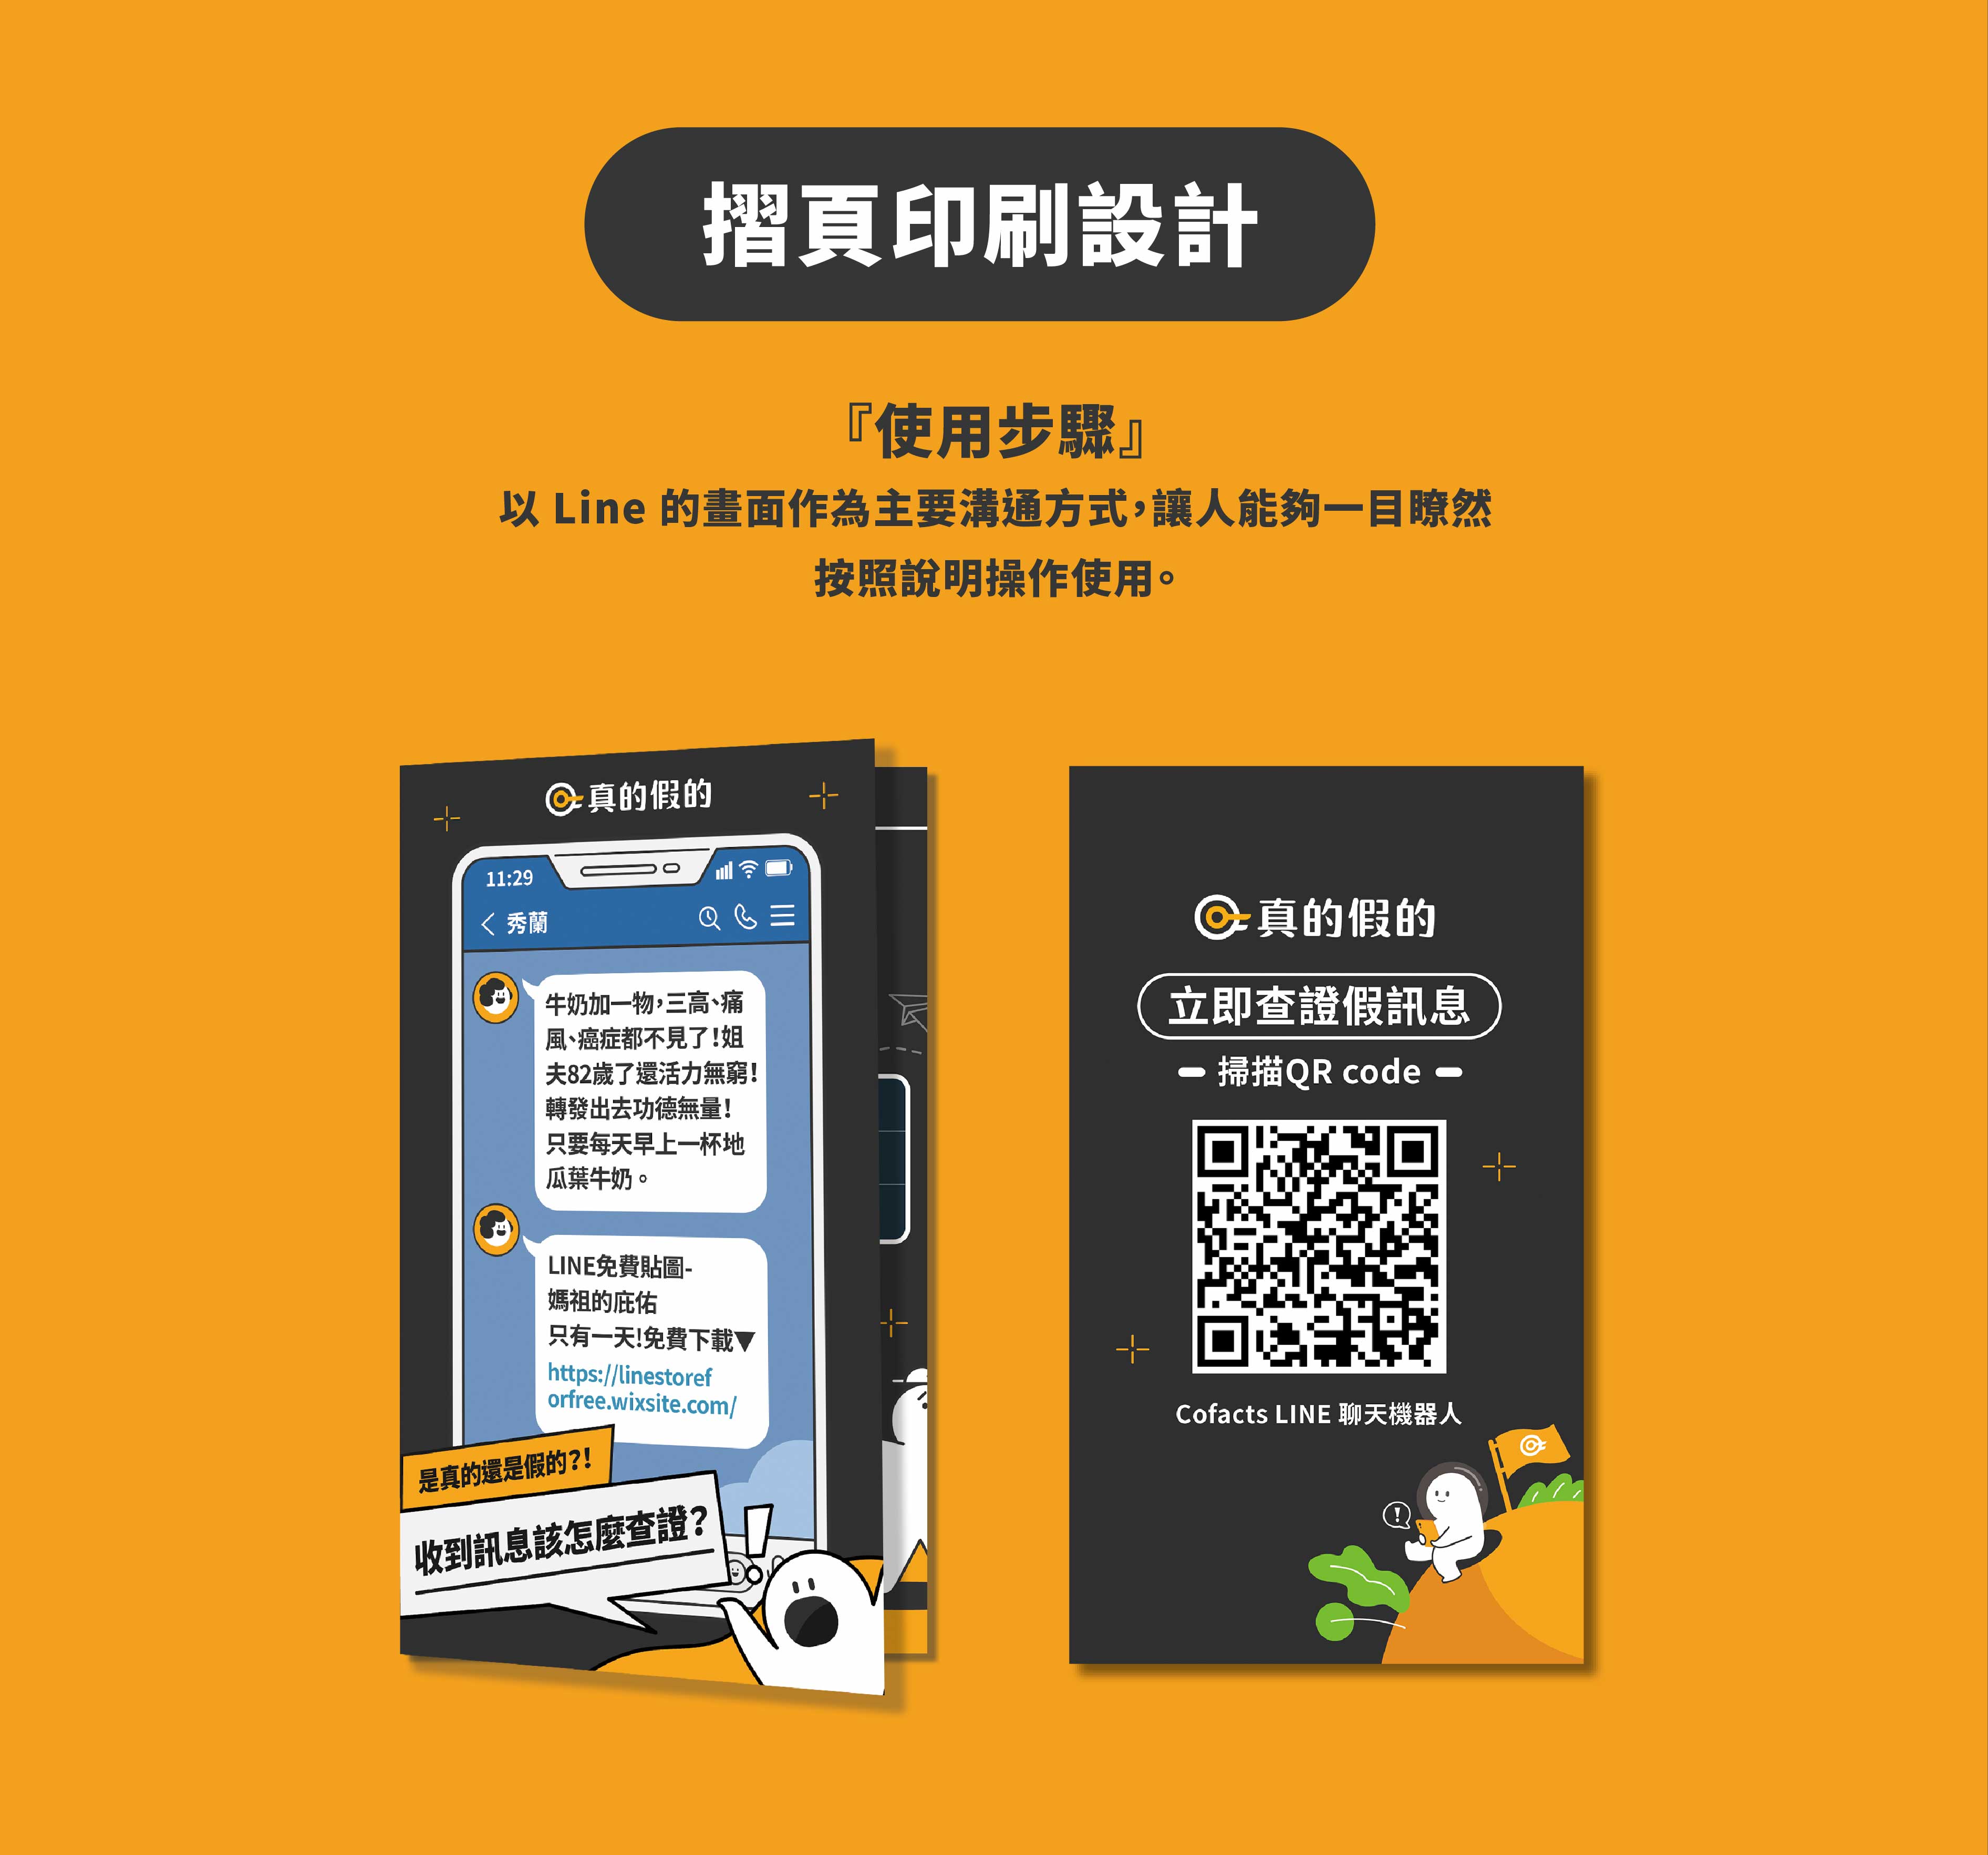 摺頁印刷設計
『使用步驟』
以 Line 的畫面作為主要溝通方式，讓人能夠一目瞭然
按照說明操作使用。
真的假的
11:29
秀蘭
牛奶加一物，三高、痛
風、癌症都不見了！姐
夫82歲了還活力無窮！
轉發出去功德無量！
只要每天早上一杯地
瓜葉牛奶。
LINE免費貼圖-
媽祖的庇佑
只有一天!免費下載▼
https://linestoref
orfree.wixsite.com/
是真的還是假的?!
收到訊息該怎麼查證?
真的假的
立即查證假訊息
掃描QR code
Cofacts LINE 聊天機器人